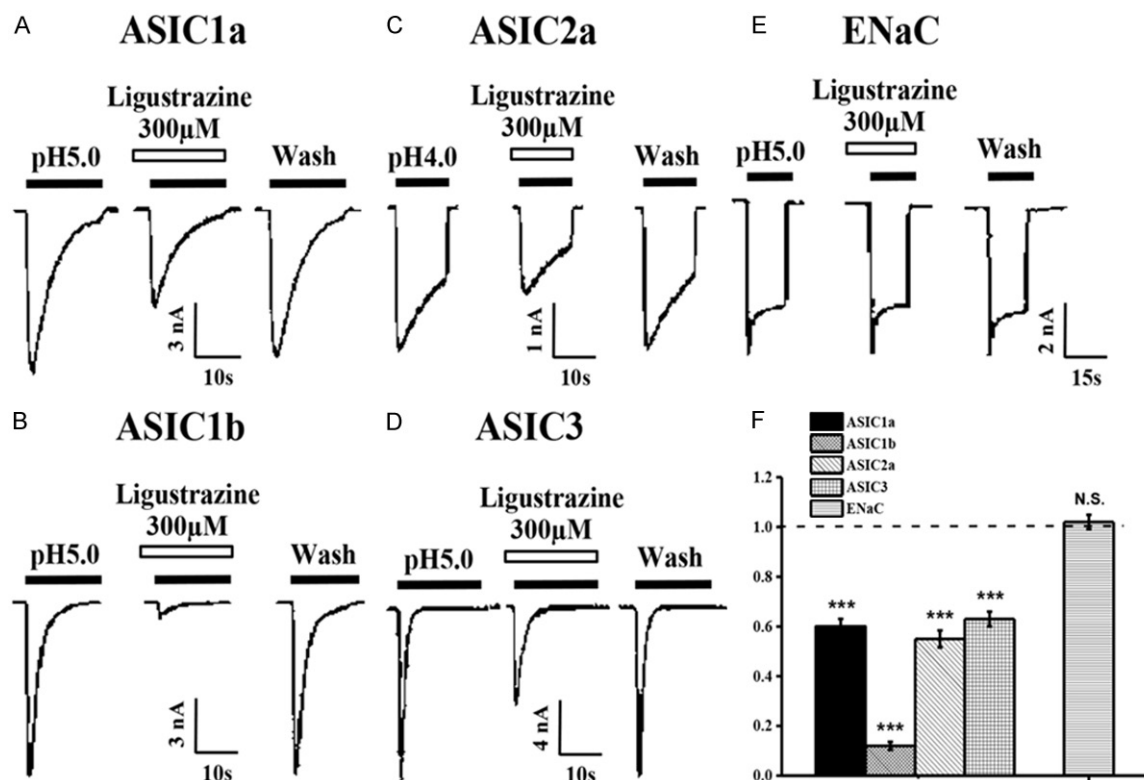 A
ASIC1a
Ligustrazine
300μM
pH5.0
Wash
3 nA
10s
C
ASIC2a
Ligustrazine
300μM
pH4.0
Wash
1 nA
10s
E
ENaC
Ligustrazine
300μM
pH5.0
Wash
2 nA
15s
B
ASIC1b
Ligustrazine
300μM
pH5.0
Wash
3 nA
10s
D
ASIC3
Ligustrazine
300μM
pH5.0
Wash
4 nA
10s
F
ASIC1a
ASIC1b
ASIC2a
ASIC3
ENaC
1.2
1.0
0.8
0.6
0.4
0.2
0.0
***
***
***
***
N.S.